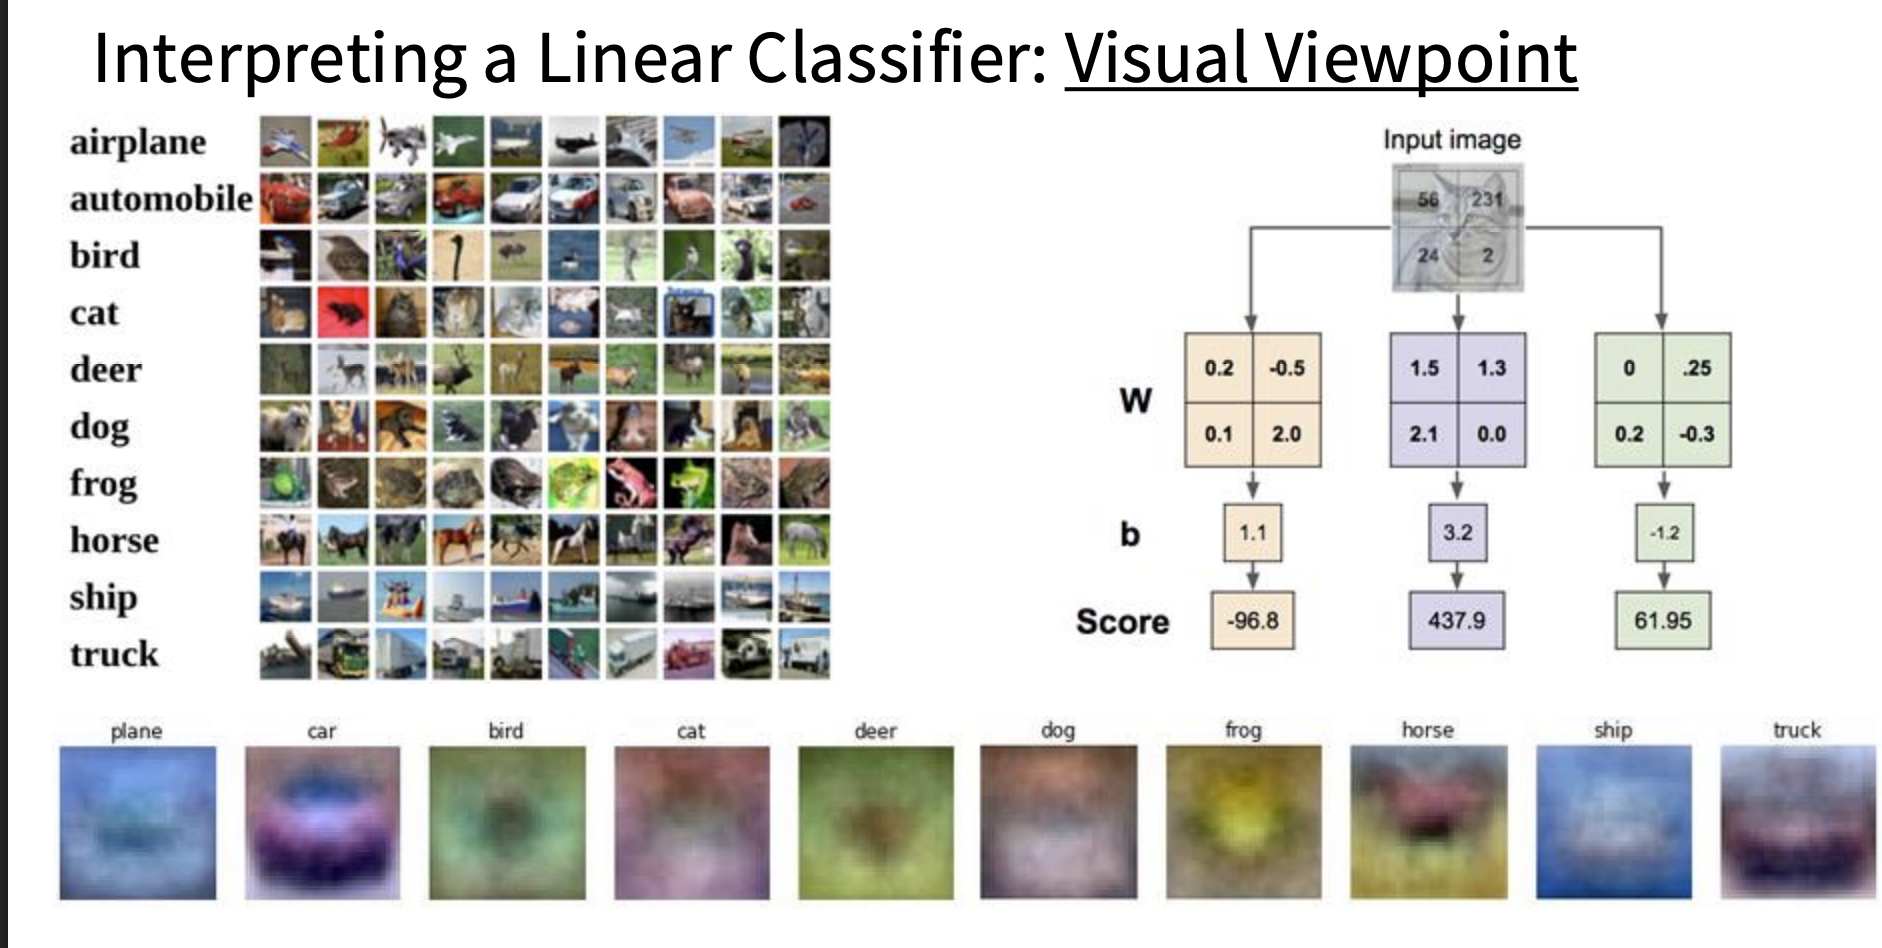 Interpreting a Linear Classifier: Visual Viewpoint
airplane
automobile
bird
cat
deer
dog
frog
horse
ship
truck
Input image
56 231
24 2
W
0.2 -0.5
0.1 2.0
1.5 1.3
2.1 0.0
0 .25
0.2 -0.3
b
1.1 3.2 -1.2
Score
-96.8 437.9 61.95
plane car bird cat deer dog frog horse ship truck